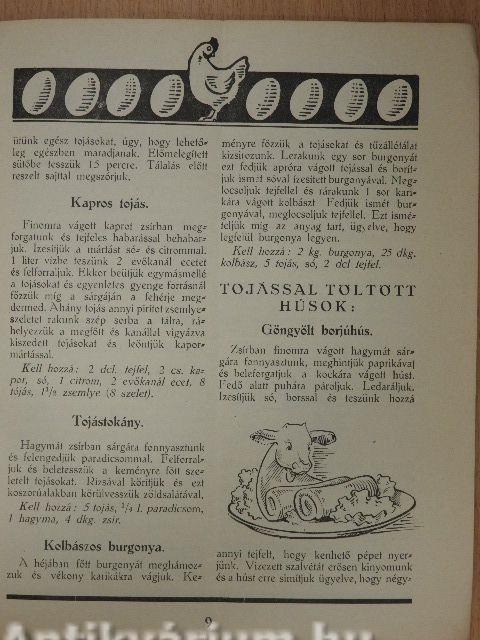 ürünk egész tojásokat, úgy, hogy lehető-
leg egészben maradjanak. Előmelegített
sütőbe tesszük 15 percre. Tálalás előtt
reszelt sajttal megszórjuk.
Kapros tojás.
Finomra vágott kaprot zsírban meg-
forgatunk és tejfeles habarással behabar-
juk. Ízesítjük a mártást só- és citrommal.
1 liter vízbe teszünk 2 evőkanál ecetet
és felforraljuk. Ekkor beütjük egymásmellé
a tojásokat és egyenletes gyenge forrásnál
főzzük míg a sárgáján a fehérje meg-
dermed. Ahány tojás annyi pirított zsemlye-
szeletet rakunk szép sorba a tálra, rá-
helyezzük a megfőtt és kanállal vigyázva
kiszedett tojásokat és leöntjük kapor-
mártással.
Kell hozzá: 2 dcl. tejfel, 2 cs. ka-
por, só, 1 citrom, 2 evőkanál ecet, 8
tójás, 1¹/₂ zsemlye (8 szelet).
Tojástokány.
Hagymát zsírban sárgára fonnyasztunk
és felengedjük paradicsommal. Felforral-
juk és beletesszük a keményre főtt sze-
letelt tojásokat. Rizsával körítjük és ezt
koszorúalakban körülvesszük zöldsalátával,
Kell hozzá: 5 tojás, ¹/₄ l. paradicsom,
1 hagyma, 4 dkg. zsír.
Kolbászos burgonya.
A héjában főtt burgonyát meghámoz-
zuk és vékony karikákra vágjuk. Ke-
ményre főzzük a tojásokat és tűzállótálat
kizsírozunk. Lerakunk egy sor burgonyát
ezt fedjük apróra vágott tojással és borít-
juk ismét sóval ízesített burgonyával. Meg-
locsoljuk tejfellel és rárakunk 1 sor kari-
kára vágott kolbászt. Fedjük ismét bur-
gonyával, meglocsoljuk tejfellel. Ezt ismé-
teljük míg az anyag tart, ügyelve, hogy
legfelül burgonya legyen.
Kell hozzá: 2 kg. burgonya, 25 dkg.
kolbász, 5 tojás, só, 2 dcl tejfel.
TOJÁSSAL TÖLTÖTT
HÚSOK:
Göngyölt borjúhús.
Zsírban finomra vágott hagymát sár-
gára fonnyasztunk, meghintjük paprikával
és beleforgatjuk a kockára vágott húst.
Fedő alatt puhára pároljuk. Ledaráljuk.
Ízesítjük só, borssal és teszünk hozzá
annyi tejfelt, hogy kenhető pépet nyer-
jünk. Vizezett szalvétát erősen kinyomunk
és a húst erre simítjuk ügyelve, hogy négy-
9
Antikvárium.hu